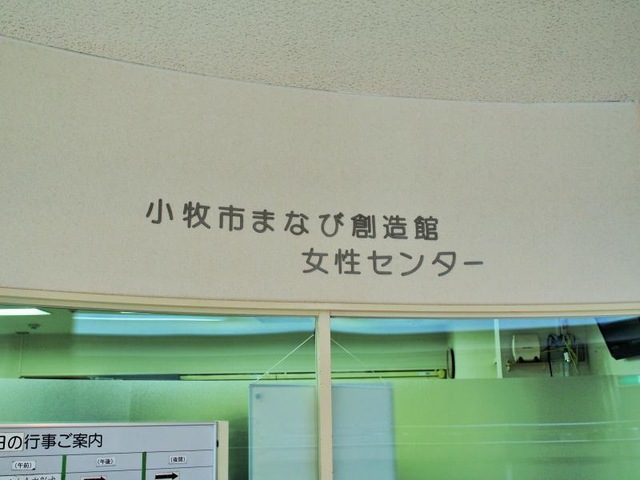 小牧市まなび創造館
女性センター
日の行事ご案内
(午前)
(午後)
(夜間)